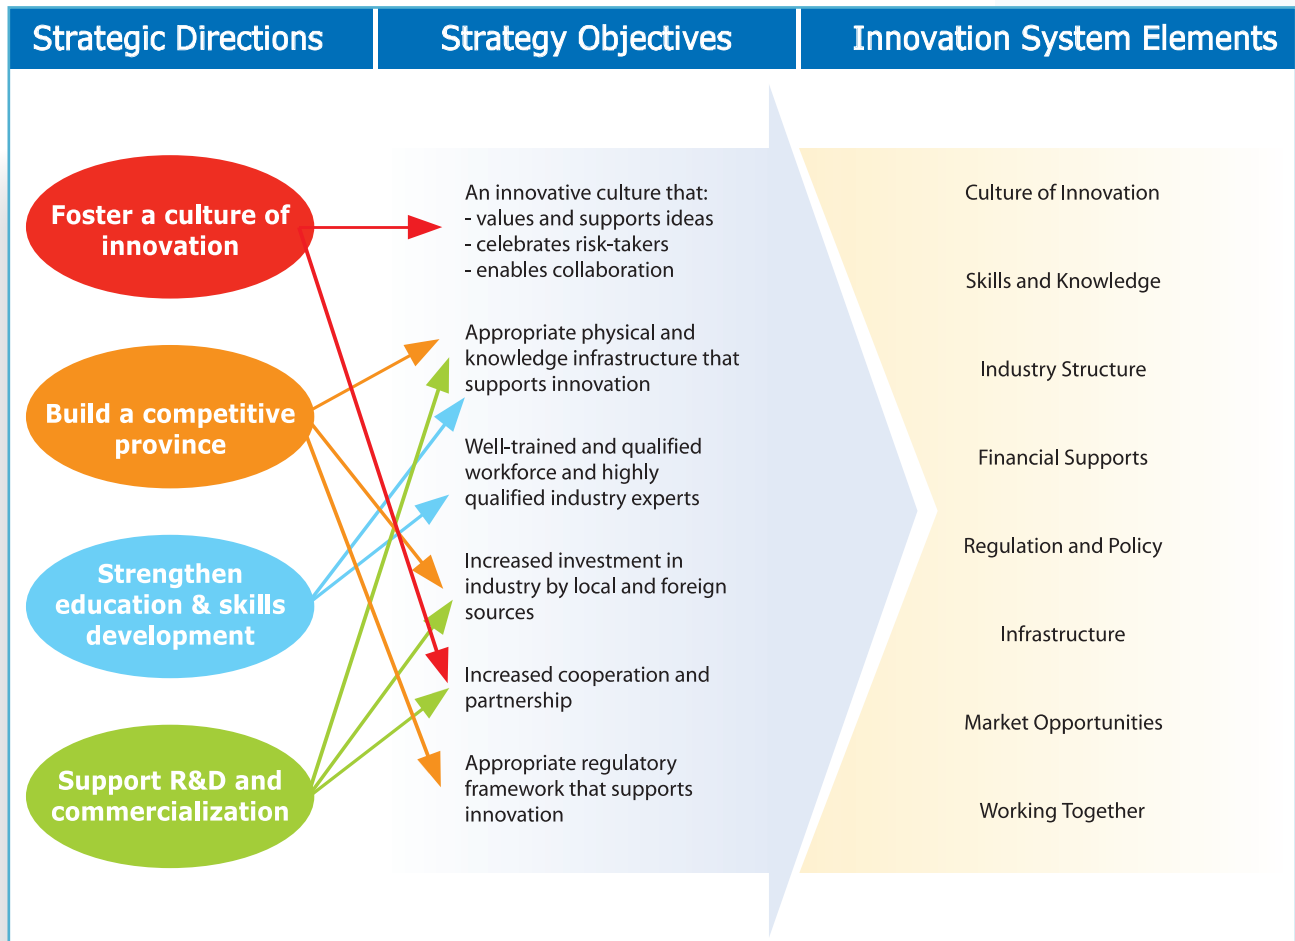 Strategic Directions
Strategy Objectives
Innovation System Elements
Foster a culture of
innovation
Build a competitive
province
Strengthen
education & skills
development
Support R&D and
commercialization
An innovative culture that:
- values and supports ideas
- celebrates risk-takers
- enables collaboration
Appropriate physical and
knowledge infrastructure that
supports innovation
Well-trained and qualified
workforce and highly
qualified industry experts
Increased investment in
industry by local and foreign
sources
Increased cooperation and
partnership
Appropriate regulatory
framework that supports
innovation
Culture of Innovation
Skills and Knowledge
Industry Structure
Financial Supports
Regulation and Policy
Infrastructure
Market Opportunities
Working Together